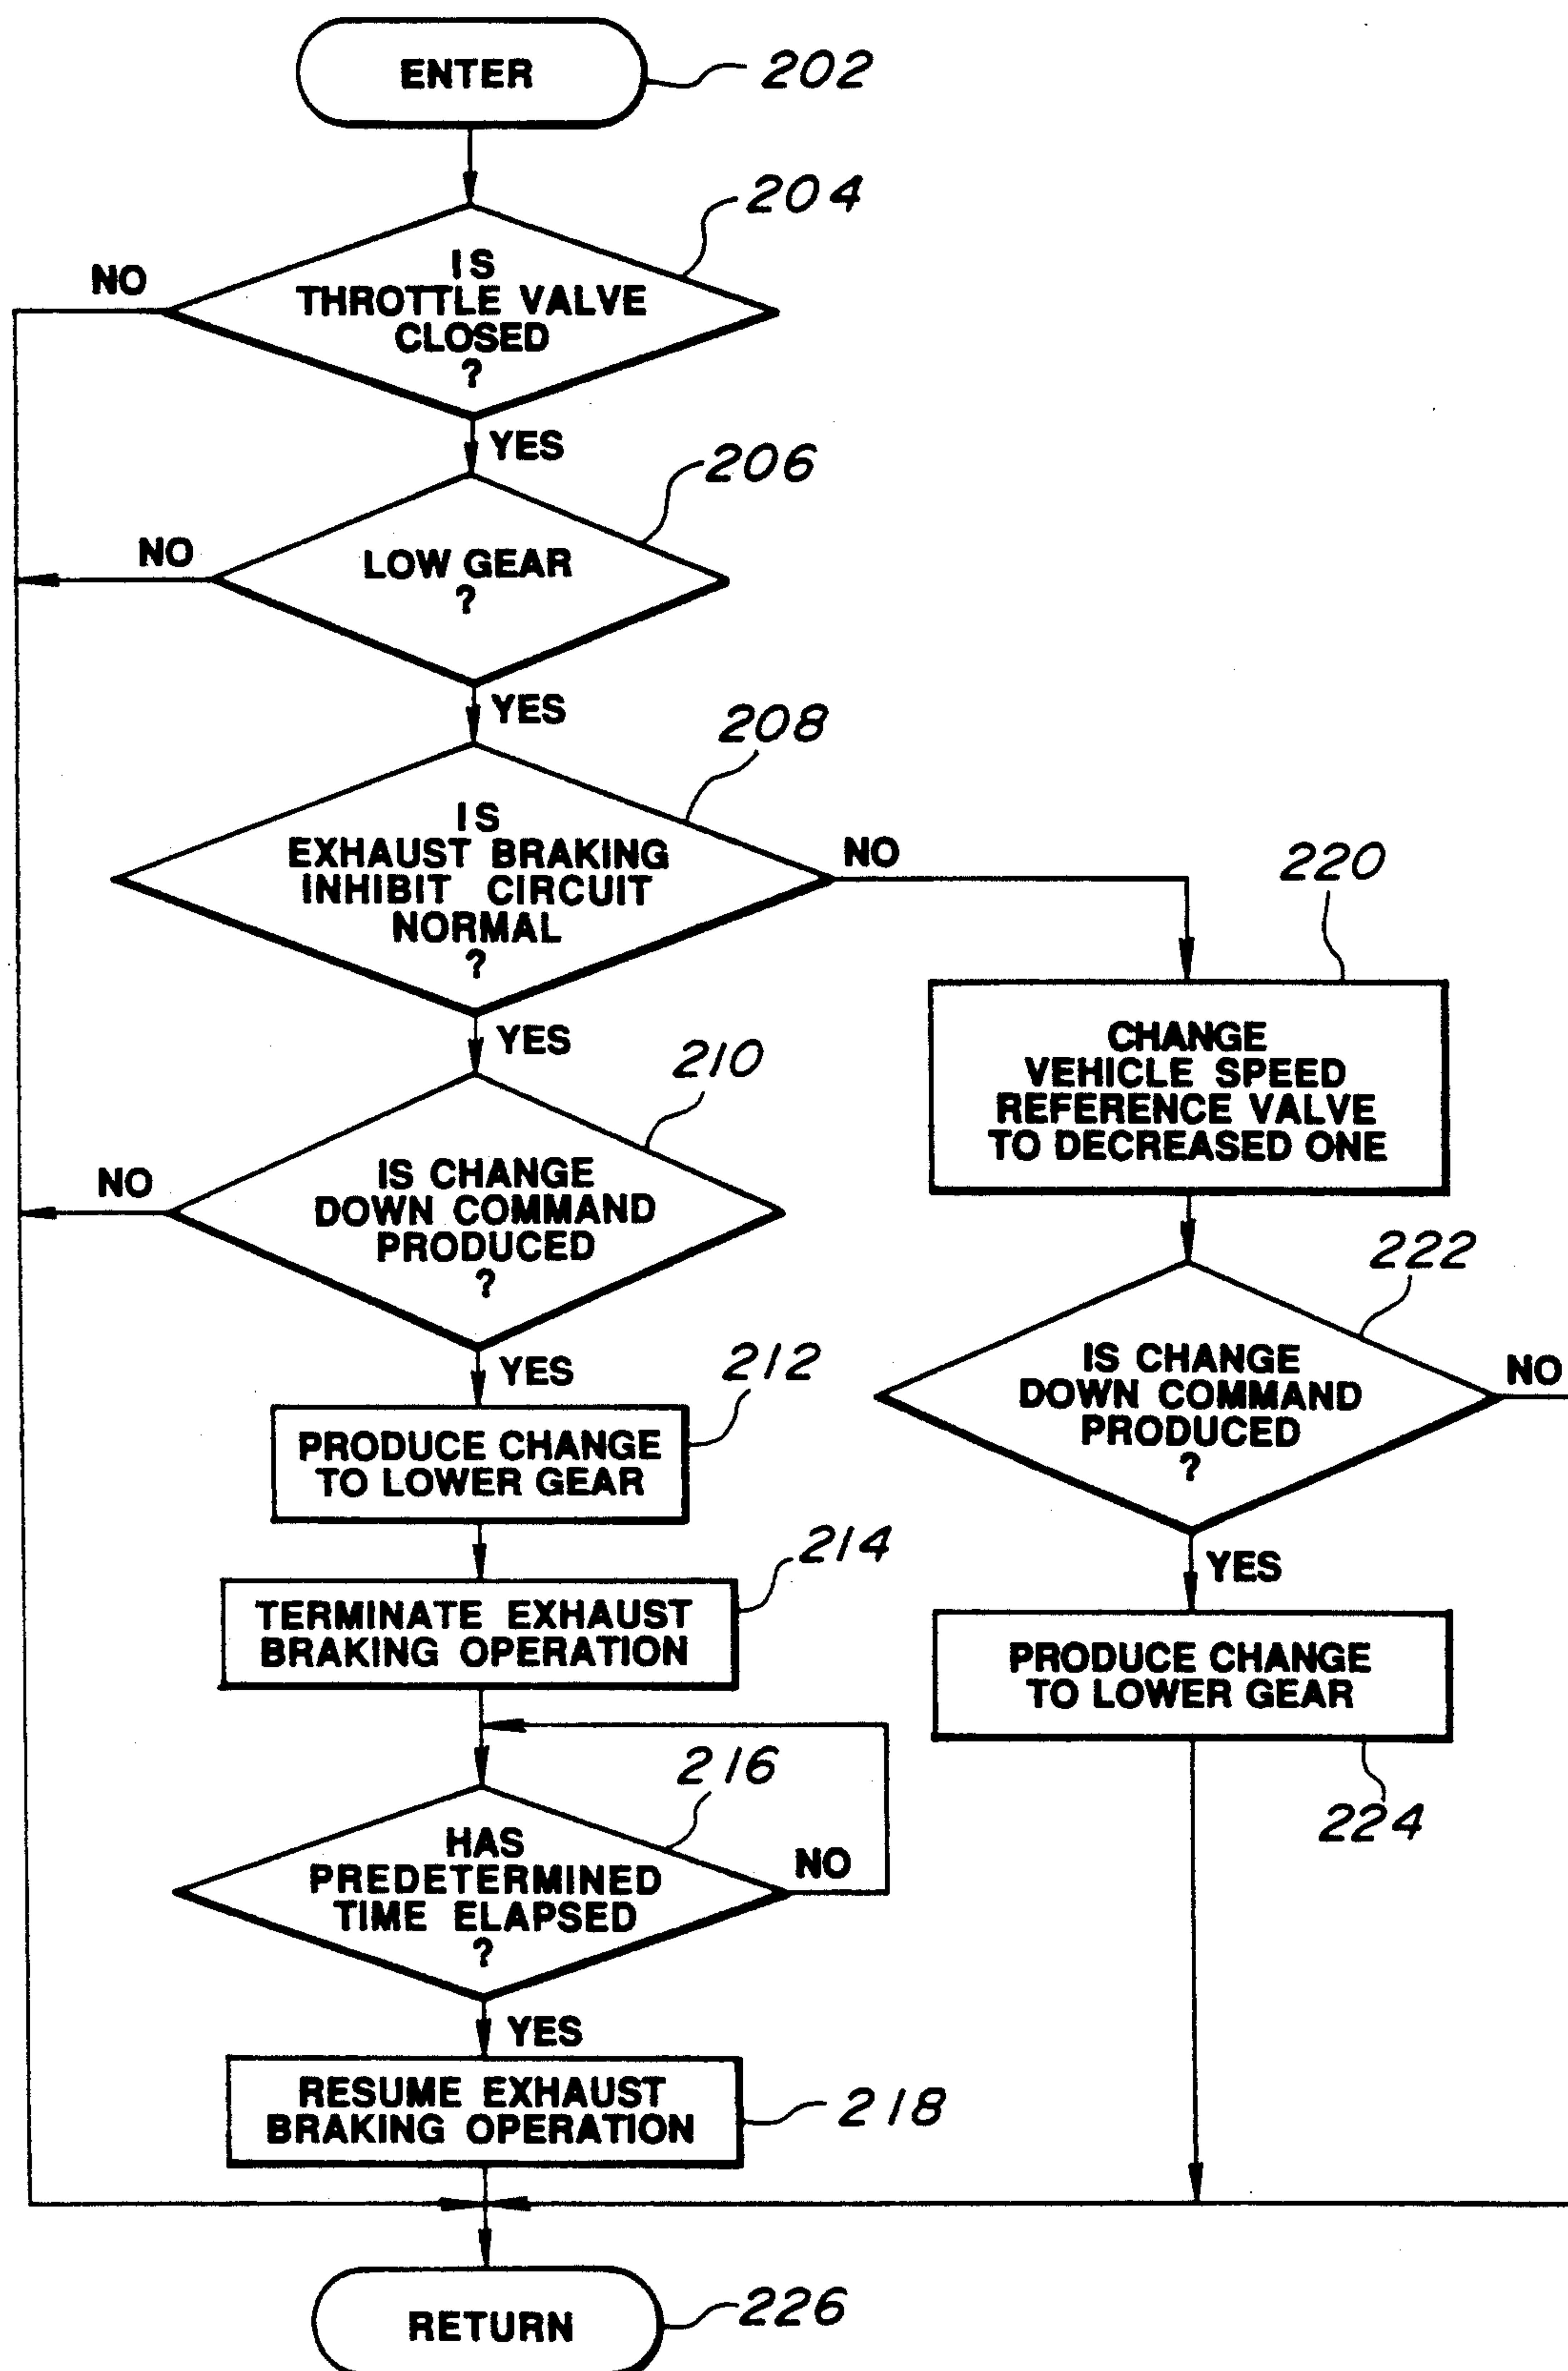 ENTER
202
204
IS
THROTTLE VALVE
CLOSED
?
NO
YES
206
LOW GEAR
?
NO
YES
208
IS
EXHAUST BRAKING
INHIBIT CIRCUIT
NORMAL
?
NO
YES
210
IS CHANGE
DOWN COMMAND
PRODUCED
?
NO
YES
212
PRODUCE CHANGE
TO LOWER GEAR
214
TERMINATE EXHAUST
BRAKING OPERATION
216
HAS
PREDETERMINED
TIME ELAPSED
?
NO
YES
RESUME EXHAUST
BRAKING OPERATION
218
220
CHANGE
VEHICLE SPEED
REFERENCE VALVE
TO DECREASED ONE
222
IS CHANGE
DOWN COMMAND
PRODUCED
?
NO
YES
PRODUCE CHANGE
TO LOWER GEAR
224
RETURN
226